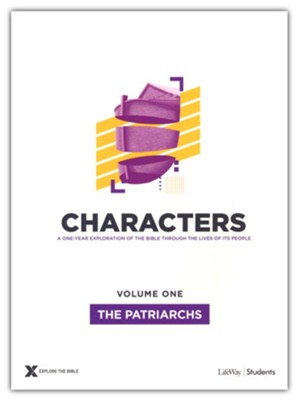 CHARACTERS
A ONE-YEAR EXPLORATION OF THE BIBLE THROUGH THE LIVES OF ITS PEOPLE
VOLUME ONE
THE PATRIARCHS
EXPLORE THE BIBLE
LifeWay | Students